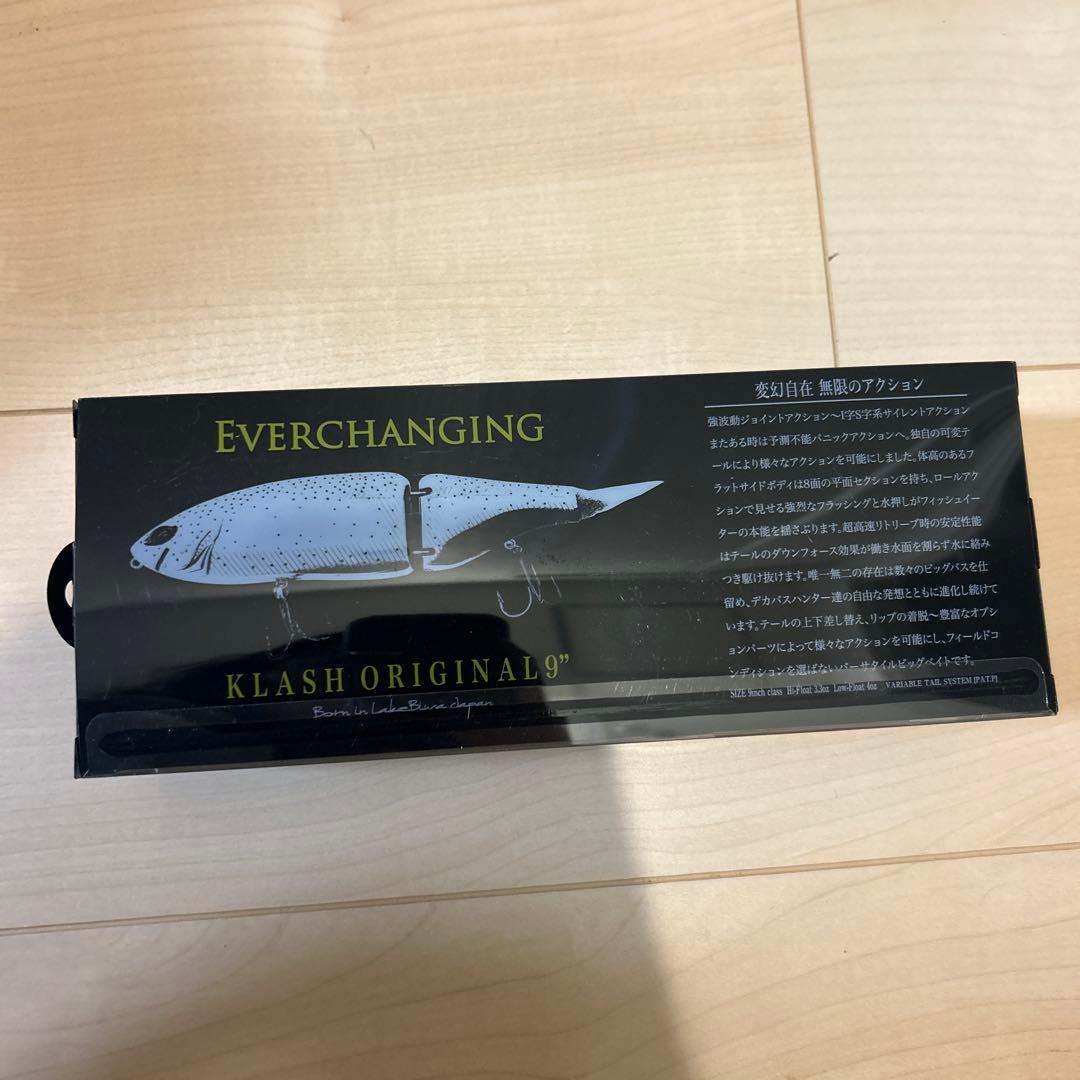 EVERCHANGING
KLASH ORIGINAL 9”
Born in Lake Biwa Japan
変幻自在 無限のアクション
強波動ジョイントアクション〜I字S字系サイレントアクション
またある時は予測不能パニックアクションへ。独自の可変テ
ールにより様々なアクションを可能にしました。体高のあるフ
ラットサイドボディは8面の平面セクションを持ち、ロールアク
ションで見せる強烈なフラッシングと水押しがフィッシュイー
ターの本能を揺さぶります。超高速リトリーブ時の安定性能
はテールのダウンフォース効果が働き水面を割らず水に絡み
つき駆け抜けます。唯一無二の存在は数々のビッグバスを仕
留め、デカバスハンター達の自由な発想とともに進化し続けて
います。テールの上下差し替え、リップの着脱〜豊富なオプシ
ョンパーツによって様々なアクションを可能にし、フィールドコ
ンディションを選ばないバーサタイルビッグベイトです。
SIZE 9inch class Hi-Float 3.3oz Low-Float 4oz VARIABLE TAIL SYSTEM [PAT.P]